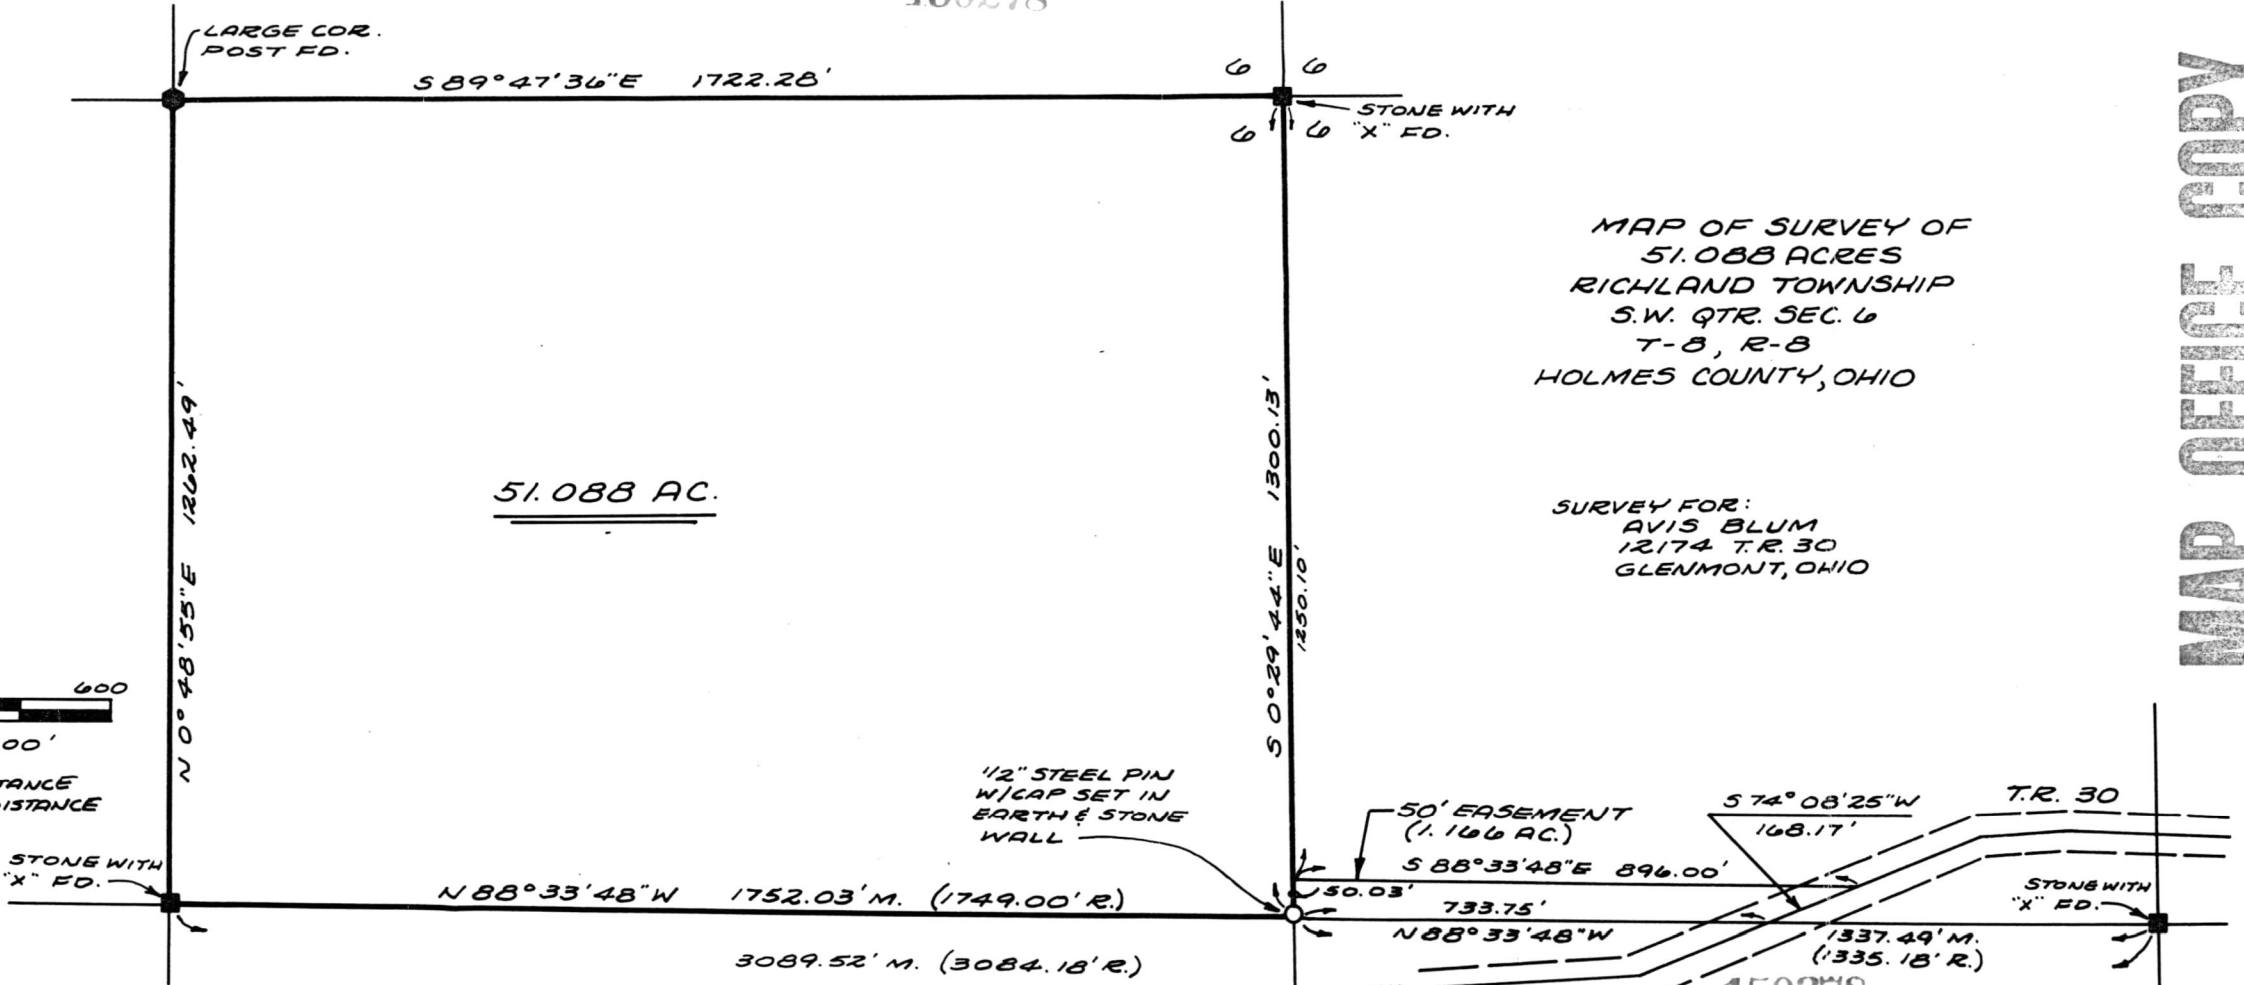 LARGE COR.
POST FD.
S 89° 47' 36" E 1722.28'
6 6
6 6
STONE WITH
"X" FD.
MAP OF SURVEY OF
51.088 ACRES
RICHLAND TOWNSHIP
S.W. QTR. SEC. 6
T-8, R-8
HOLMES COUNTY, OHIO
MAP OFFICE COPY
N 0° 48' 55" E 1262.49'
51.088 AC.
S 0° 29' 44" E 1300.13'
1250.10'
SURVEY FOR:
AVIS BLUM
12174 T.R. 30
GLENMONT, OHIO
600
00'
TANCE
DISTANCE
STONE WITH
"X" FD.
1/2" STEEL PIN
W/CAP SET IN
EARTH & STONE
WALL
50' EASEMENT
(1.166 AC.)
S 74° 08' 25" W
168.17'
T.R. 30
S 88° 33' 48" E 896.00'
50.03'
N 88° 33' 48" W 1752.03' M. (1749.00' R.)
733.75'
N 88° 33' 48" W
STONE WITH
"X" FD.
1337.49' M.
(1335.18' R.)
3089.52' M. (3084.18' R.)